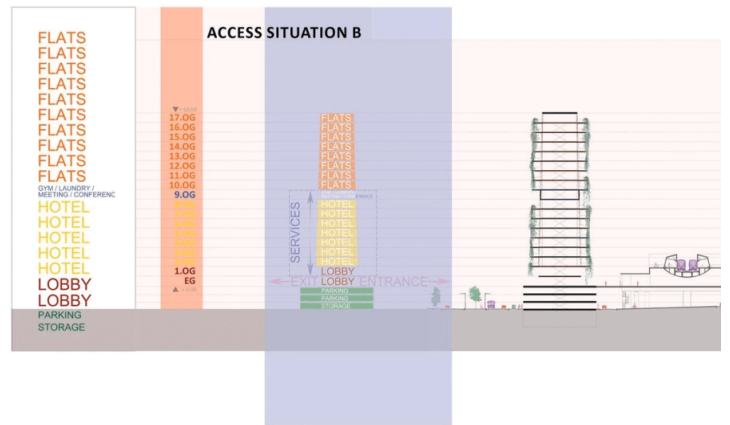 ACCESS SITUATION B
FLATS
FLATS
FLATS
FLATS
FLATS
FLATS
FLATS
FLATS
FLATS
FLATS
GYM / LAUNDRY /
MEETING / CONFERENC
HOTEL
HOTEL
HOTEL
HOTEL
HOTEL
LOBBY
LOBBY
PARKING
STORAGE
17.OG
16.OG
15.OG
14.OG
13.OG
12.OG
11.OG
10.OG
9.OG
1.OG
EG
FLATS
FLATS
FLATS
FLATS
FLATS
FLATS
FLATS
FLATS
HOTEL
HOTEL
HOTEL
HOTEL
HOTEL
HOTEL
HOTEL
LOBBY
EXIT LOBBY ENTRANCE
PARKING
PARKING
STORAGE
SERVICES